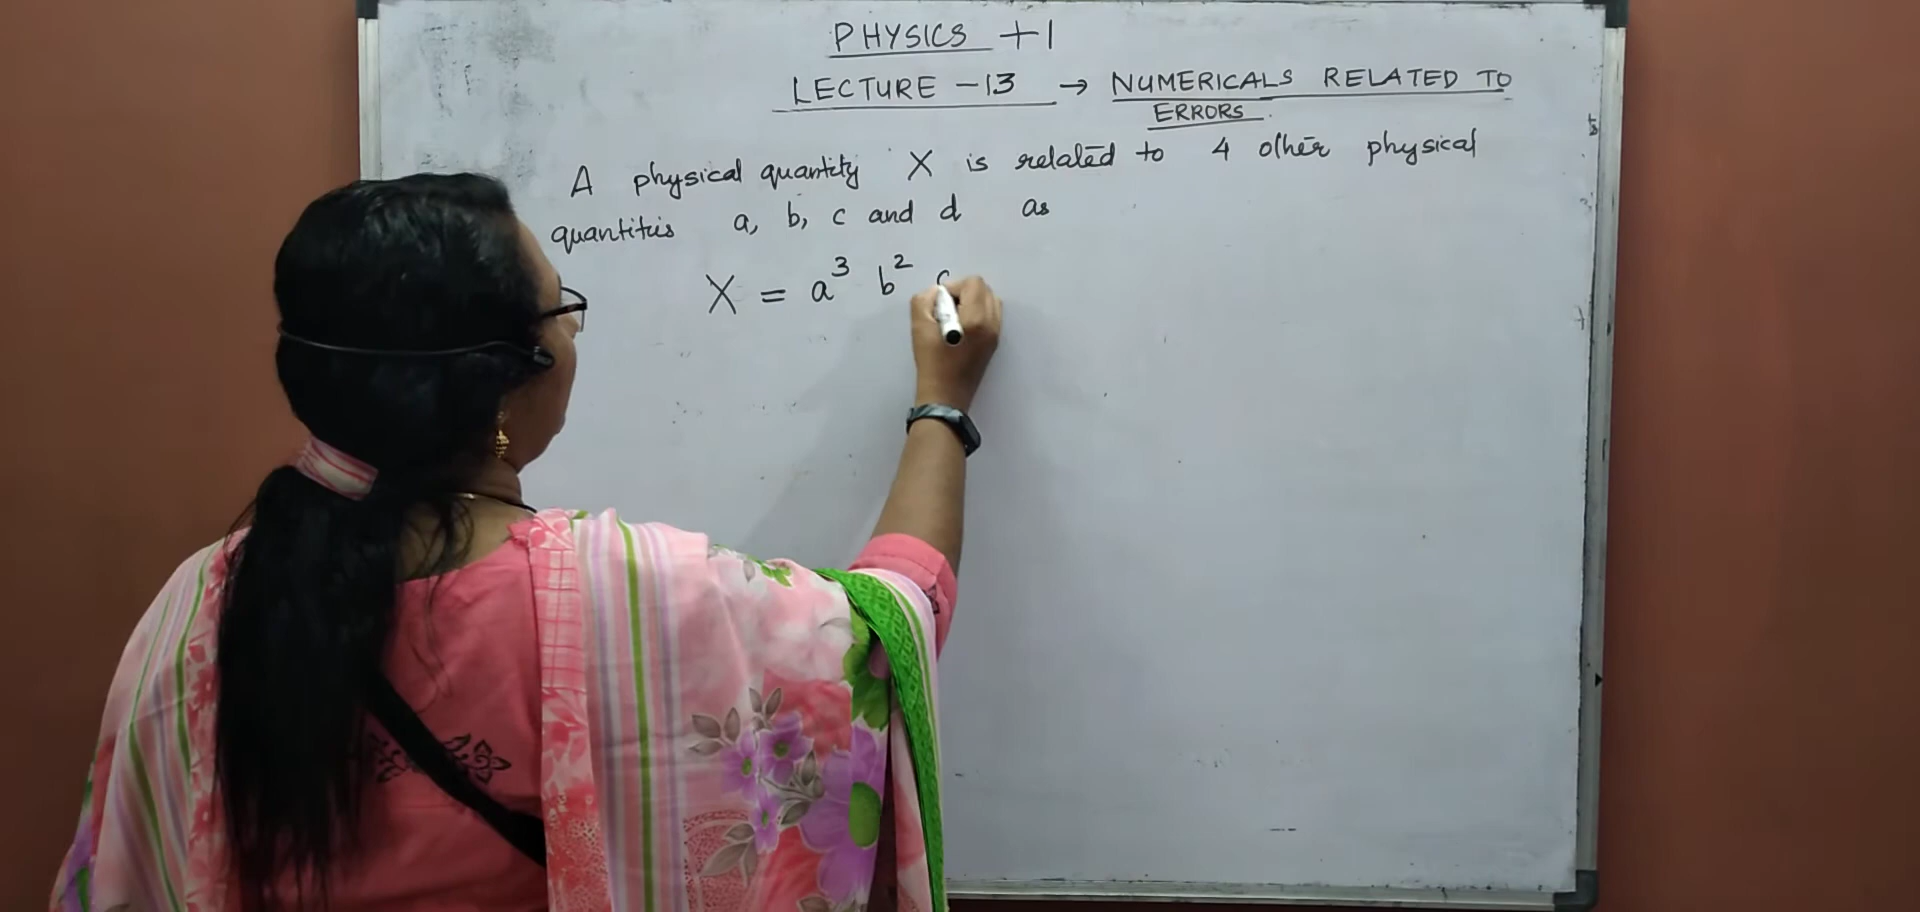 PHYSICS +1
LECTURE - 13 → NUMERICALS RELATED TO
ERRORS.
A physical quantity X is related to 4 other physical
quantities a, b, c and d as
X = a³ b² c